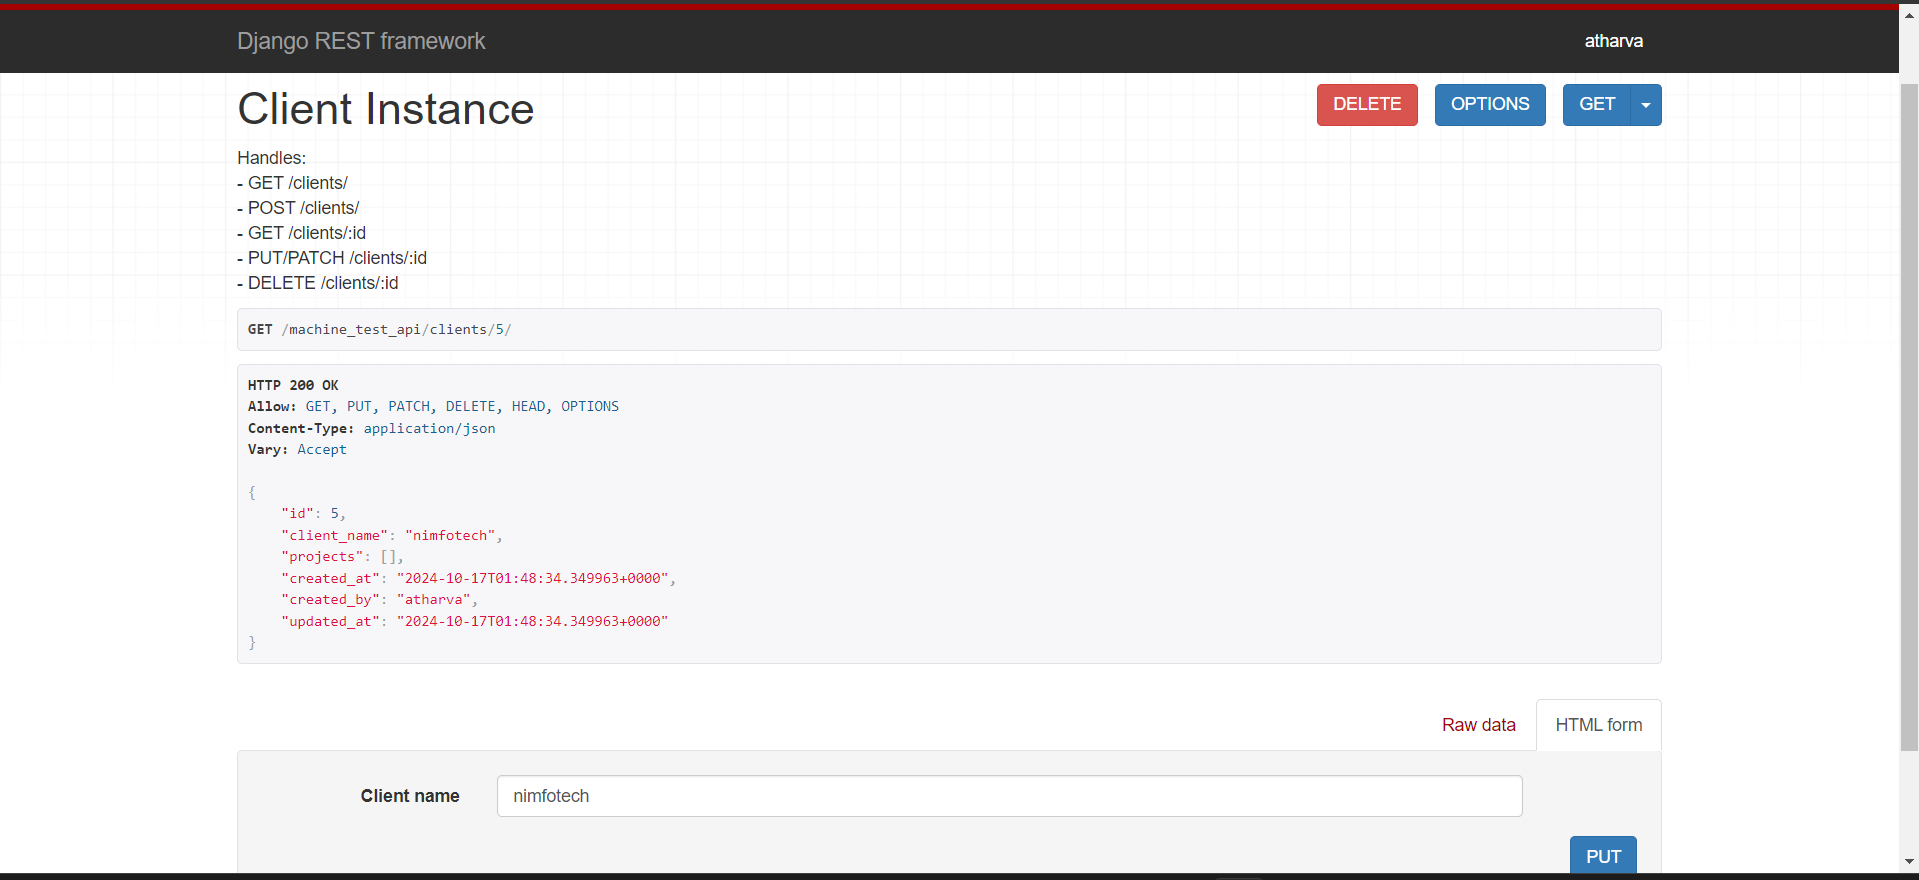 Django REST framework
atharva
Client Instance
DELETE
OPTIONS
GET
Handles:
- GET /clients/
- POST /clients/
- GET /clients/:id
- PUT/PATCH /clients/:id
- DELETE /clients/:id
GET /machine_test_api/clients/5/
HTTP 200 OK
Allow: GET, PUT, PATCH, DELETE, HEAD, OPTIONS
Content-Type: application/json
Vary: Accept
{
    "id": 5,
    "client_name": "nimfotech",
    "projects": [],
    "created_at": "2024-10-17T01:48:34.349963+0000",
    "created_by": "atharva",
    "updated_at": "2024-10-17T01:48:34.349963+0000"
}
Raw data
HTML form
Client name
nimfotech
PUT